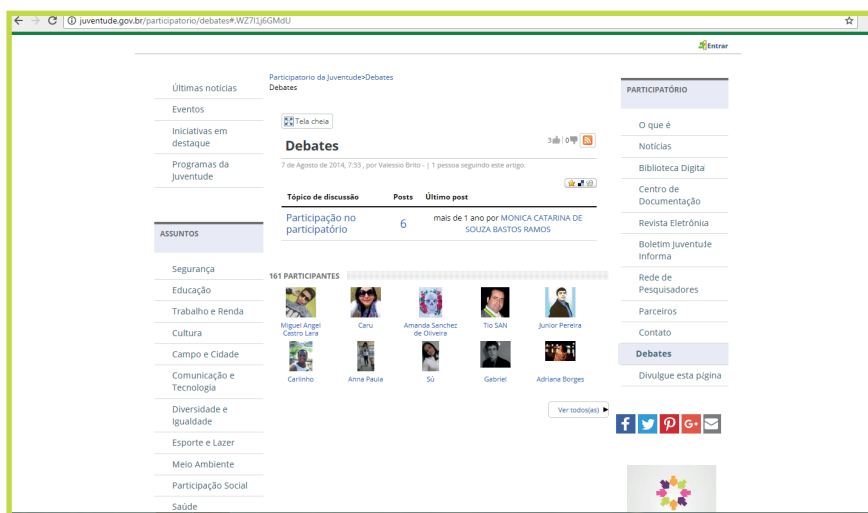 juventude.gov.br/participatorio/debates#.WZ7I1j6GMdU
Entrar
Últimas notícias
Eventos
Iniciativas em
destaque
Programas da
Juventude
ASSUNTOS
Segurança
Educação
Trabalho e Renda
Cultura
Campo e Cidade
Comunicação e
Tecnologia
Diversidade e
Igualdade
Esporte e Lazer
Meio Ambiente
Participação Social
Saúde
Participatorio da Juventude>Debates
Debates
Tela cheia
Debates
3 0
7 de Agosto de 2014, 7:33 , por Valessio Brito - | 1 pessoa seguindo este artigo.
Tópico de discussão Posts Último post
Participação no
participatório
6
mais de 1 ano por MONICA CATARINA DE
SOUZA BASTOS RAMOS
161 PARTICIPANTES
Miguel Angel
Castro Lara
Caru
Amanda Sanchez
de Oliveira
Tio SAN
Junior Pereira
Carlinho
Anna Paula
Sú
Gabriel
Adriana Borges
Ver todos(as)
PARTICIPATÓRIO
O que é
Notícias
Biblioteca Digital
Centro de
Documentação
Revista Eletrônica
Boletim Juventude
Informa
Rede de
Pesquisadores
Parceiros
Contato
Debates
Divulgue esta página
f G+